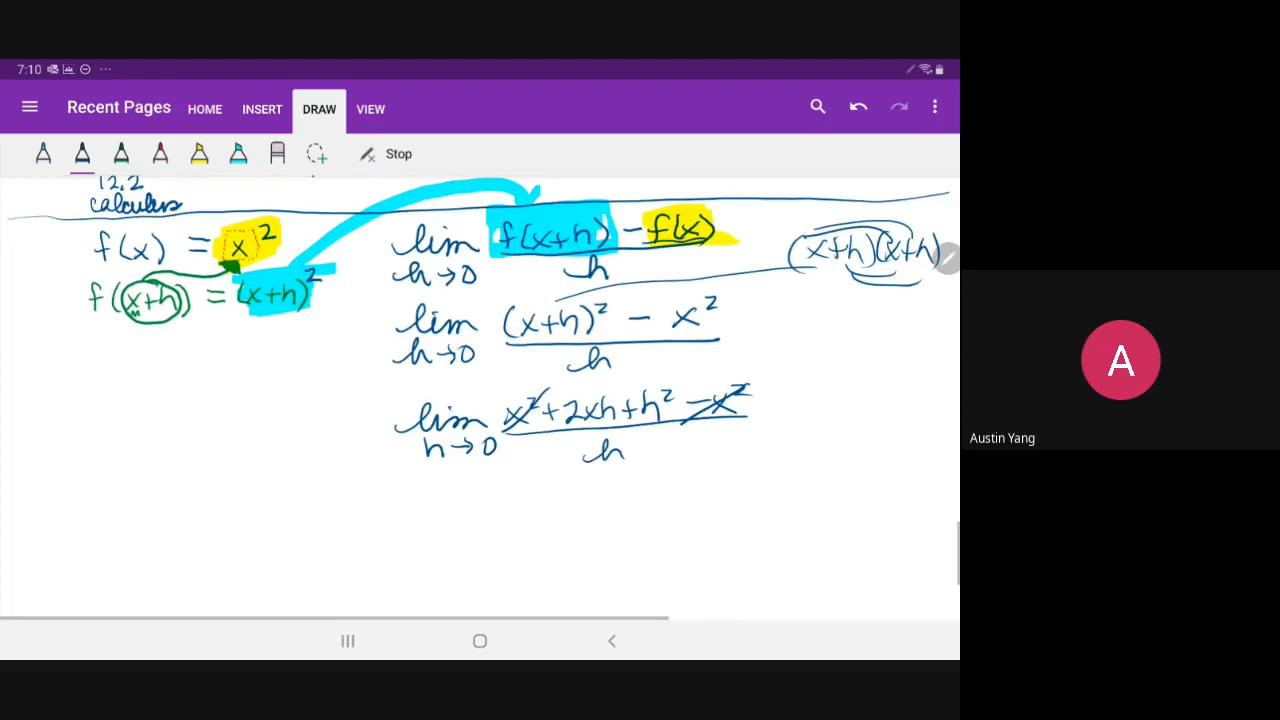 7:10 ...
Recent Pages HOME INSERT DRAW VIEW
Stop
12.2
calculus
f(x) = x²
f(x+h) = (x+h)²
lim f(x+h) - f(x)
h→0 h
(x+h)(x+h)
lim (x+h)² - x²
h→0 h
lim x² + 2xh + h² - x²
h→0 h
A
Austin Yang